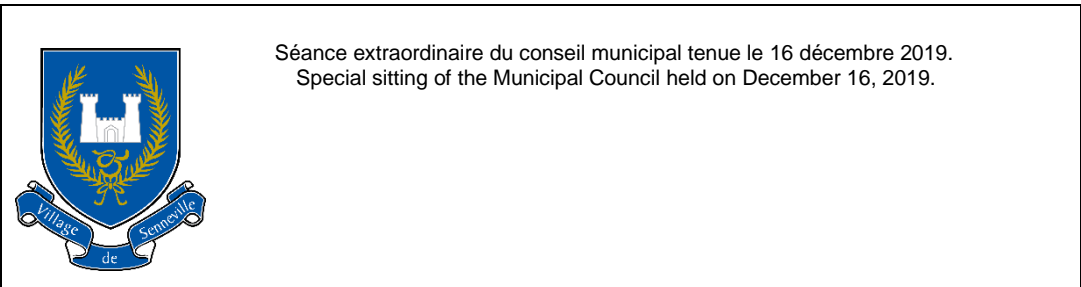 Séance extraordinaire du conseil municipal tenue le 16 décembre 2019.
Special sitting of the Municipal Council held on December 16, 2019.
Village
de
Senneville